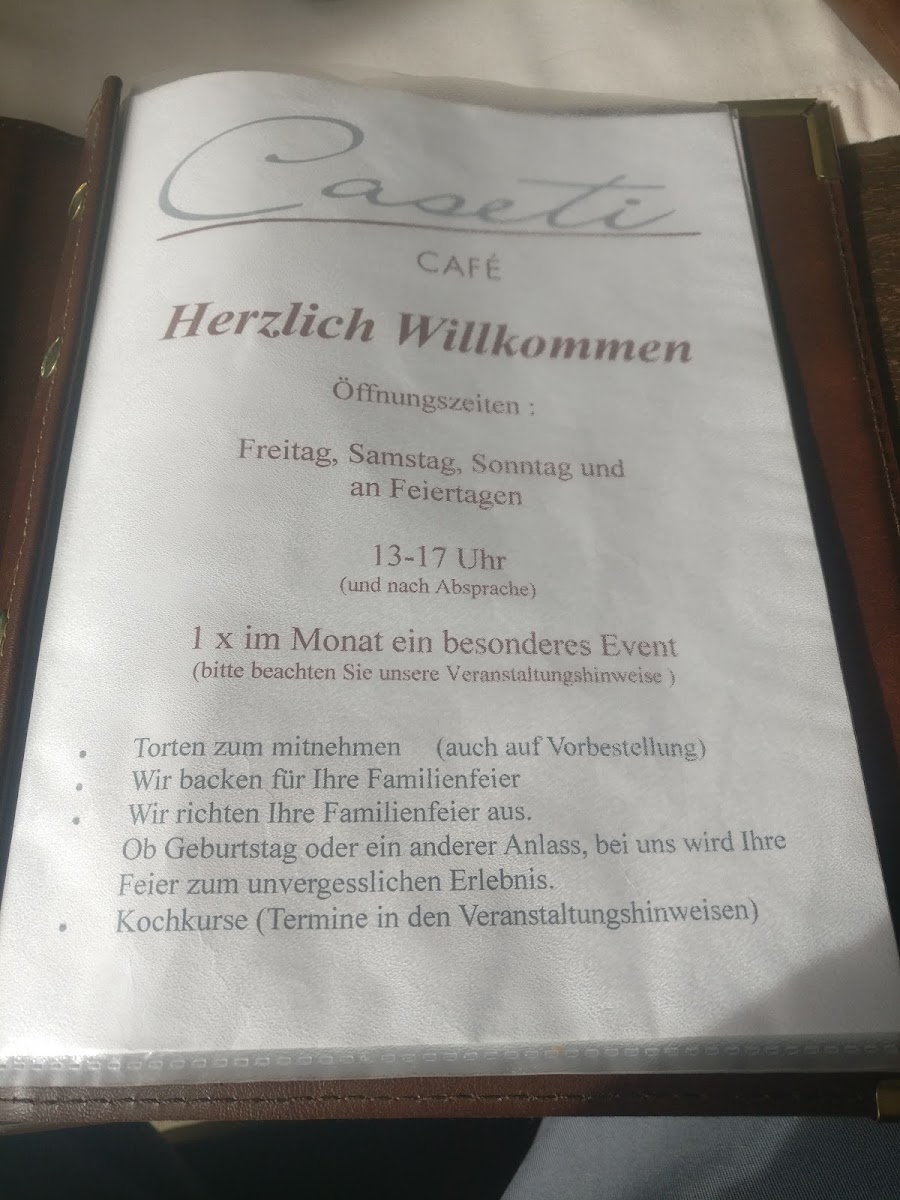 Caseti
CAFÉ
Herzlich Willkommen
Öffnungszeiten :
Freitag, Samstag, Sonntag und
an Feiertagen
13-17 Uhr
(und nach Absprache)
1 x im Monat ein besonderes Event
(bitte beachten Sie unsere Veranstaltungshinweise )
• Torten zum mitnehmen (auch auf Vorbestellung)
• Wir backen für Ihre Familienfeier
• Wir richten Ihre Familienfeier aus.
Ob Geburtstag oder ein anderer Anlass, bei uns wird Ihre
Feier zum unvergesslichen Erlebnis.
• Kochkurse (Termine in den Veranstaltungshinweisen)